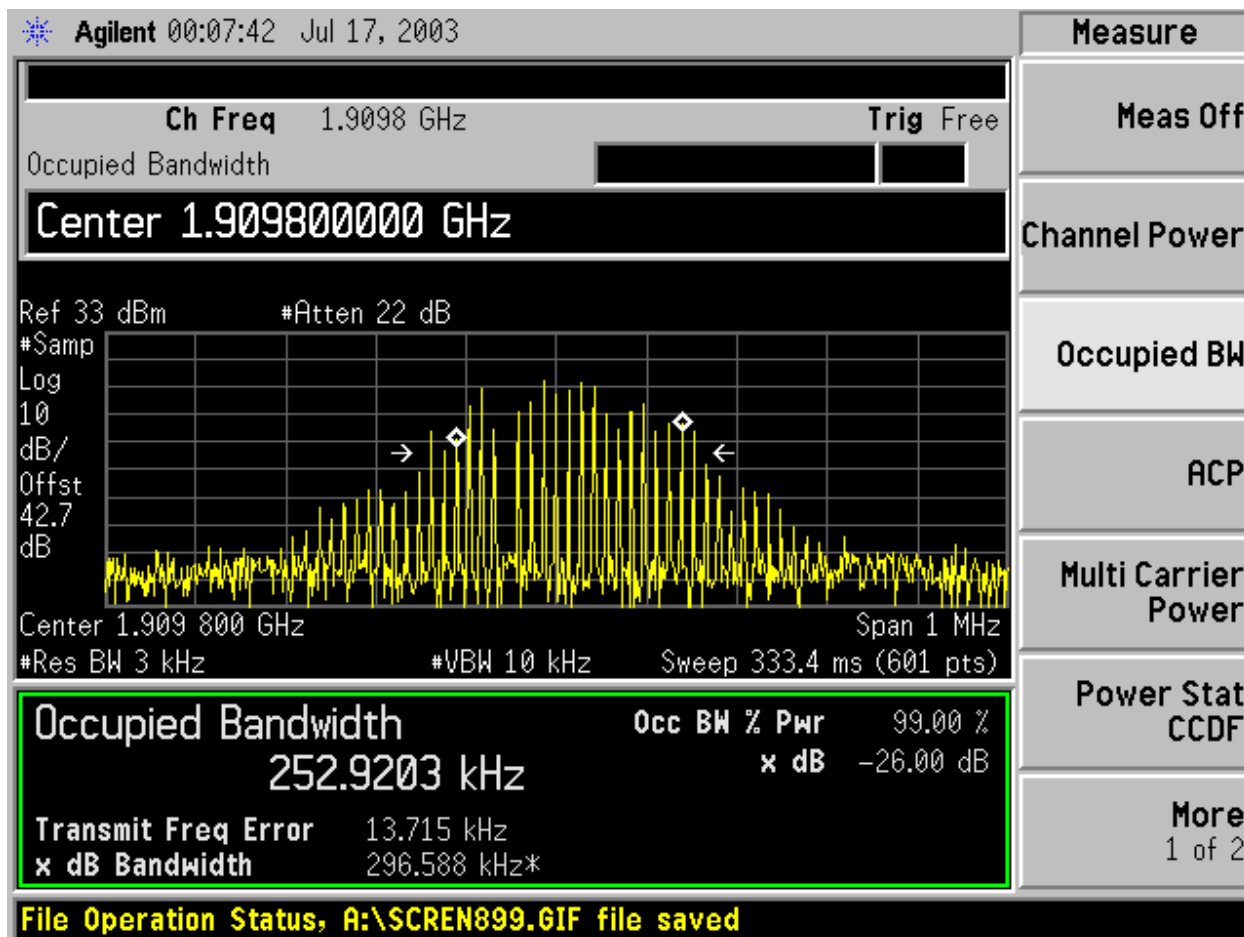 Agilent 00:07:42 Jul 17, 2003
Measure
Ch Freq 1.9098 GHz Trig Free
Occupied Bandwidth
Center 1.909800000 GHz
Ref 33 dBm #Atten 22 dB
#Samp
Log
10
dB/
Offst
42.7
dB
Center 1.909 800 GHz Span 1 MHz
#Res BW 3 kHz #VBW 10 kHz Sweep 333.4 ms (601 pts)
Occupied Bandwidth
252.9203 kHz
Occ BW % Pwr 99.00 %
x dB -26.00 dB
Transmit Freq Error 13.715 kHz
x dB Bandwidth 296.588 kHz*
Meas Off
Channel Power
Occupied BW
ACP
Multi Carrier
Power
Power Stat
CCDF
More
1 of 2
File Operation Status, A:\SCREN899.GIF file saved